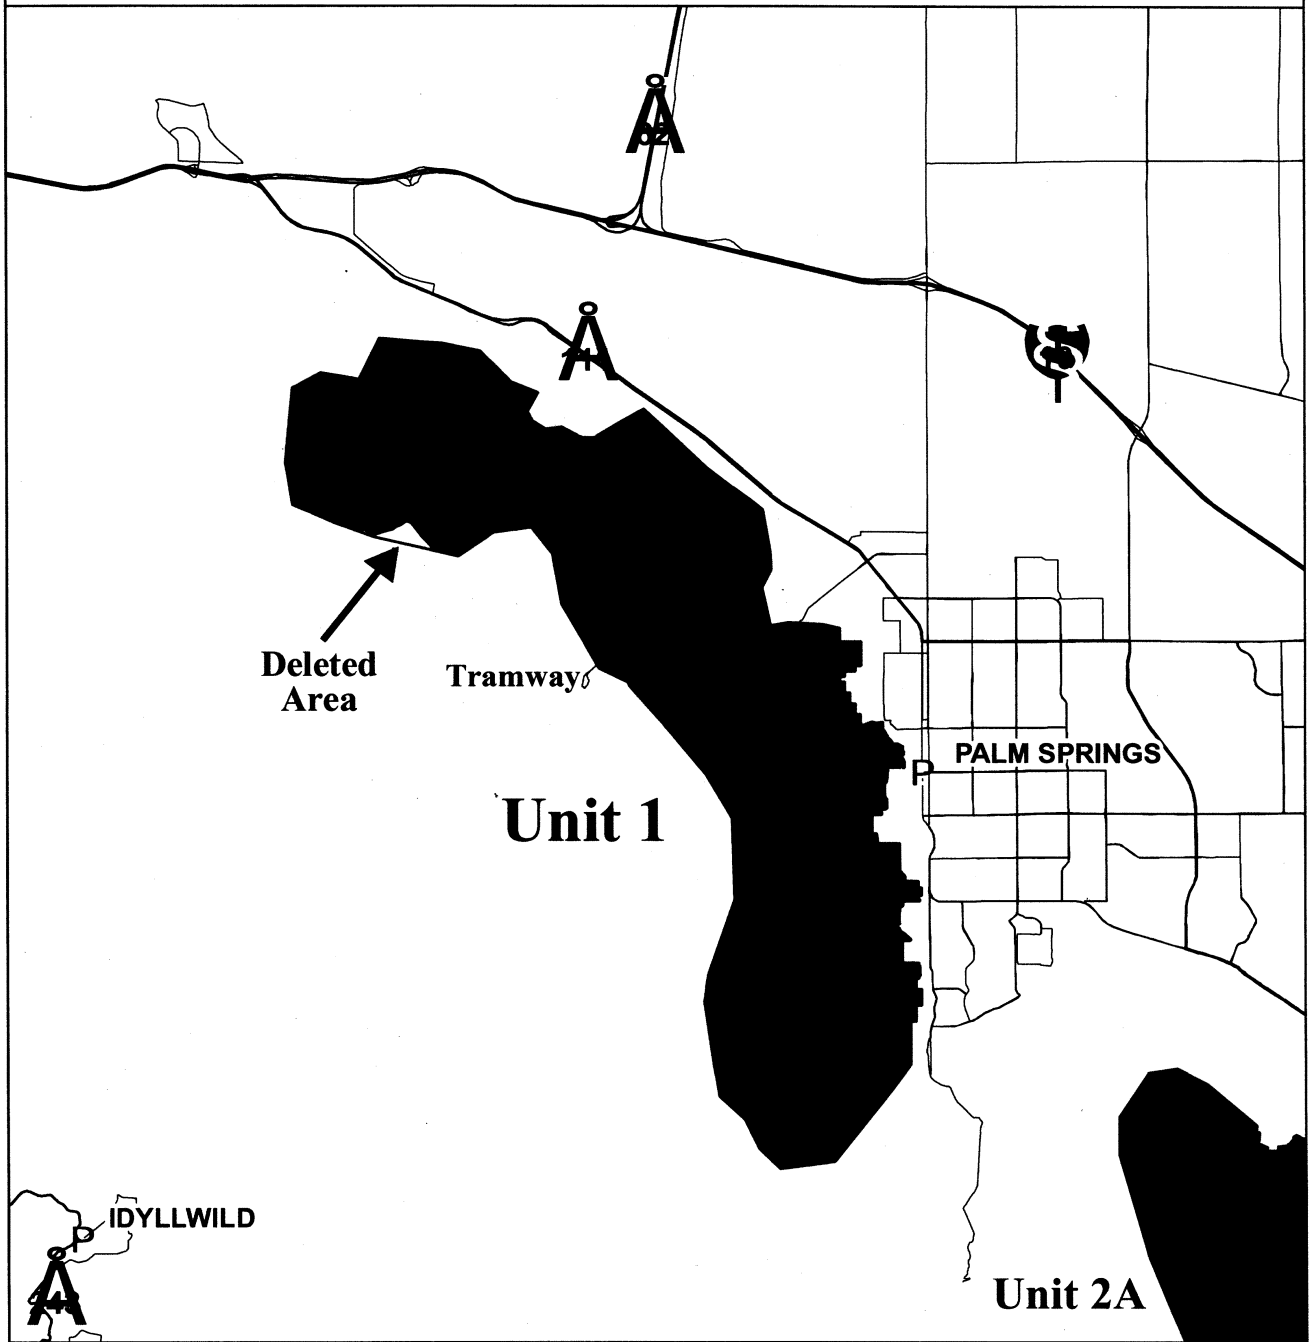 Deleted
Area
Tramway
PALM SPRINGS
P
Unit 1
IDYLLWILD
P
Unit 2A